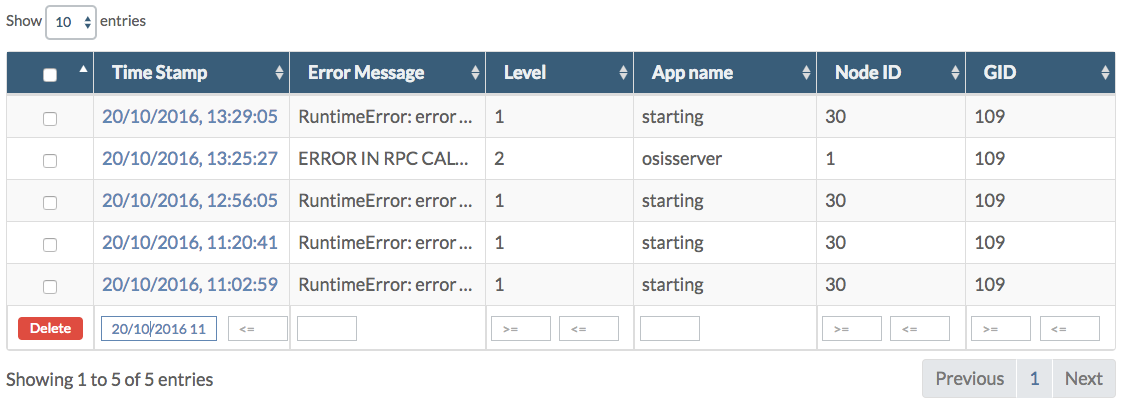 Show 10 entries
Time Stamp Error Message Level App name Node ID GID
20/10/2016, 13:29:05 RuntimeError: error ... 1 starting 30 109
20/10/2016, 13:25:27 ERROR IN RPC CAL... 2 osisserver 1 109
20/10/2016, 12:56:05 RuntimeError: error ... 1 starting 30 109
20/10/2016, 11:20:41 RuntimeError: error ... 1 starting 30 109
20/10/2016, 11:02:59 RuntimeError: error ... 1 starting 30 109
Delete 20/10/2016 11 <= >= <= >= <= >= <=
Showing 1 to 5 of 5 entries Previous 1 Next